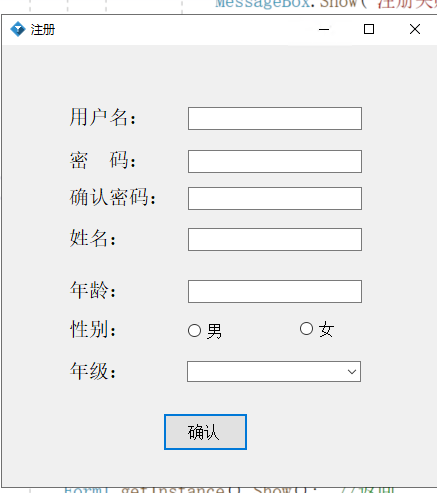 MessageBox.Show("注册失
注册
用户名：
密　码：
确认密码：
姓名：
年龄：
性别： 男 女
年级：
确认
Form1.getInstance().Show(); //返回